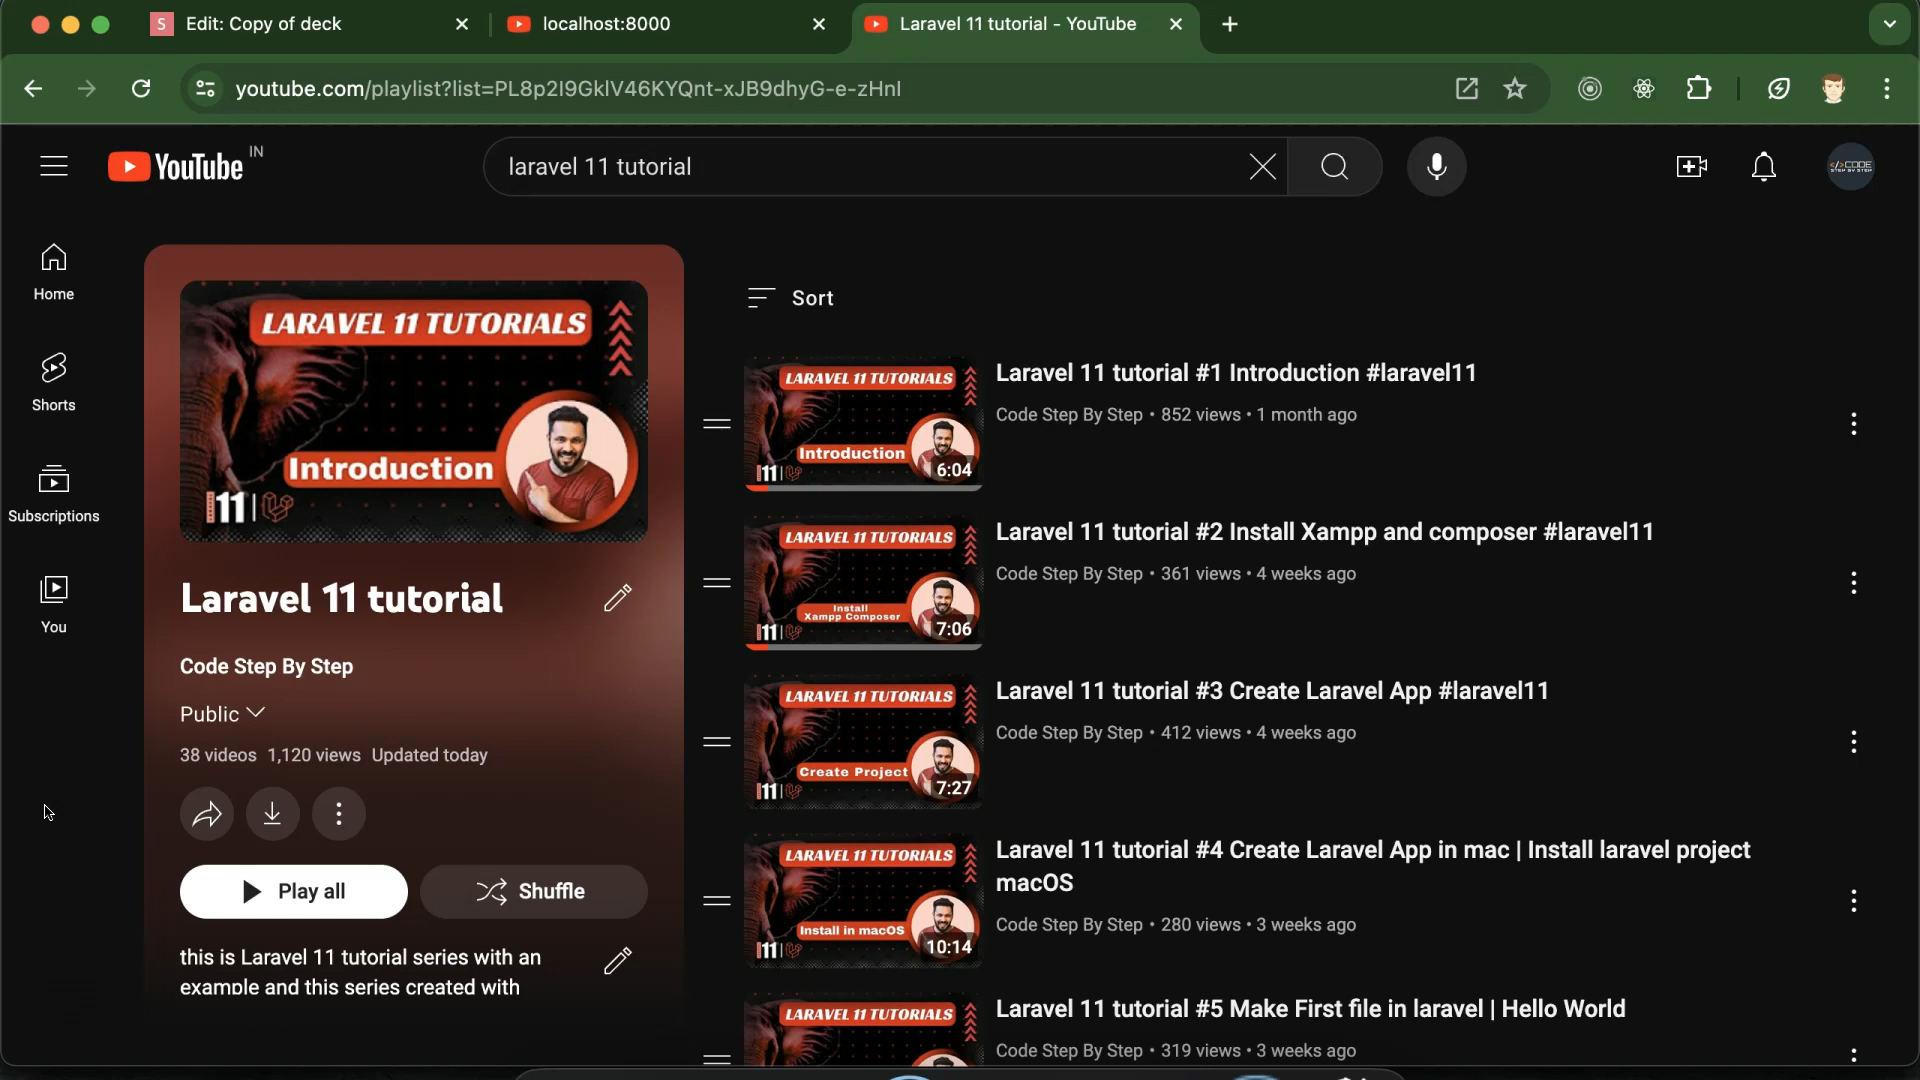 S Edit: Copy of deck
localhost:8000
Laravel 11 tutorial - YouTube
youtube.com/playlist?list=PL8p2I9GklV46KYQnt-xJB9dhyG-e-zHnl
YouTube IN
laravel 11 tutorial
</>CODE
STEP BY STEP
Home
Shorts
Subscriptions
You
LARAVEL 11 TUTORIALS
Introduction
11
Laravel 11 tutorial
Code Step By Step
Public
38 videos 1,120 views Updated today
Play all
Shuffle
this is Laravel 11 tutorial series with an
example and this series created with
Sort
LARAVEL 11 TUTORIALS
Introduction
11
6:04
Laravel 11 tutorial #1 Introduction #laravel11
Code Step By Step • 852 views • 1 month ago
LARAVEL 11 TUTORIALS
Install
Xampp Composer
11
7:06
Laravel 11 tutorial #2 Install Xampp and composer #laravel11
Code Step By Step • 361 views • 4 weeks ago
LARAVEL 11 TUTORIALS
Create Project
11
7:27
Laravel 11 tutorial #3 Create Laravel App #laravel11
Code Step By Step • 412 views • 4 weeks ago
LARAVEL 11 TUTORIALS
Install in macOS
11
10:14
Laravel 11 tutorial #4 Create Laravel App in mac | Install laravel project
macOS
Code Step By Step • 280 views • 3 weeks ago
LARAVEL 11 TUTORIALS
Laravel 11 tutorial #5 Make First file in laravel | Hello World
Code Step By Step • 319 views • 3 weeks ago